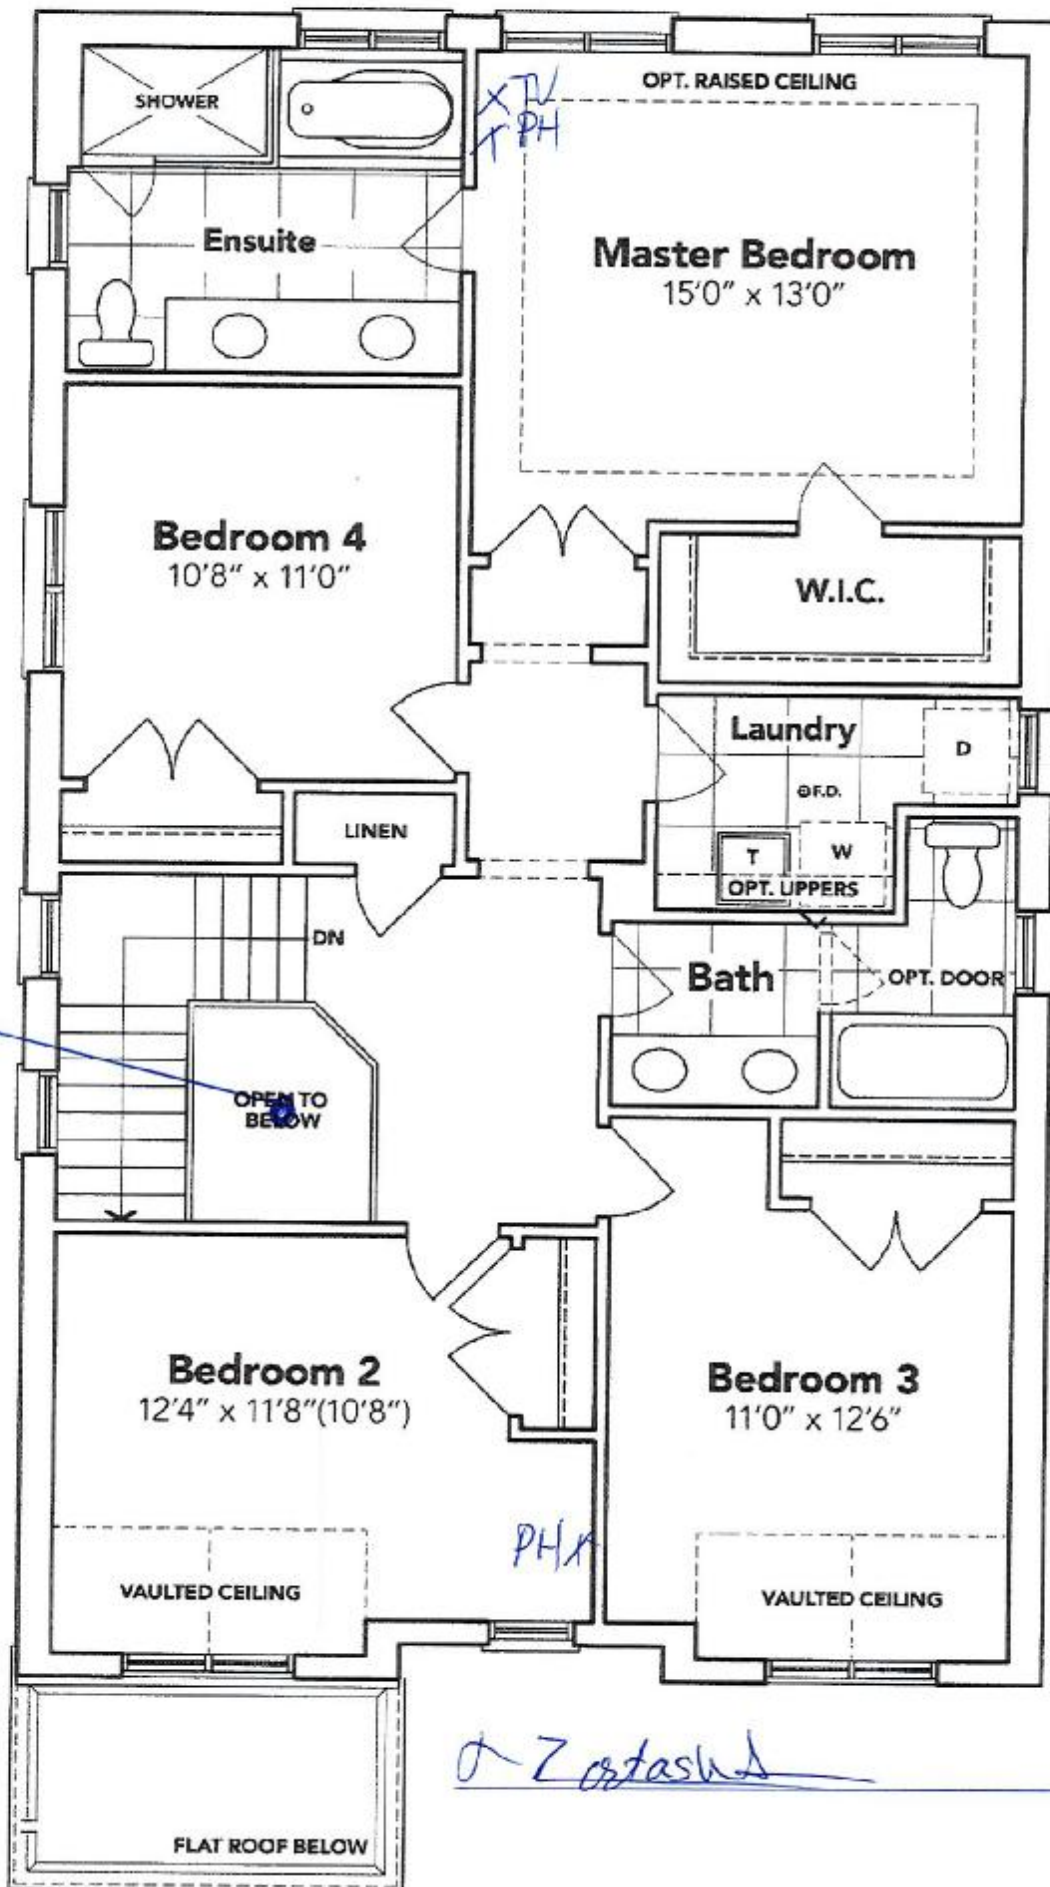 OPT. RAISED CEILING
SHOWER
X TV
PH
Ensuite
Master Bedroom
15'0" x 13'0"
Bedroom 4
10'8" x 11'0"
W.I.C.
Laundry
D
F.D.
LINEN
T
W
OPT. UPPERS
DN
Bath
OPT. DOOR
OPEN TO
BELOW
Bedroom 2
12'4" x 11'8"(10'8")
Bedroom 3
11'0" x 12'6"
PH X
VAULTED CEILING
VAULTED CEILING
FLAT ROOF BELOW